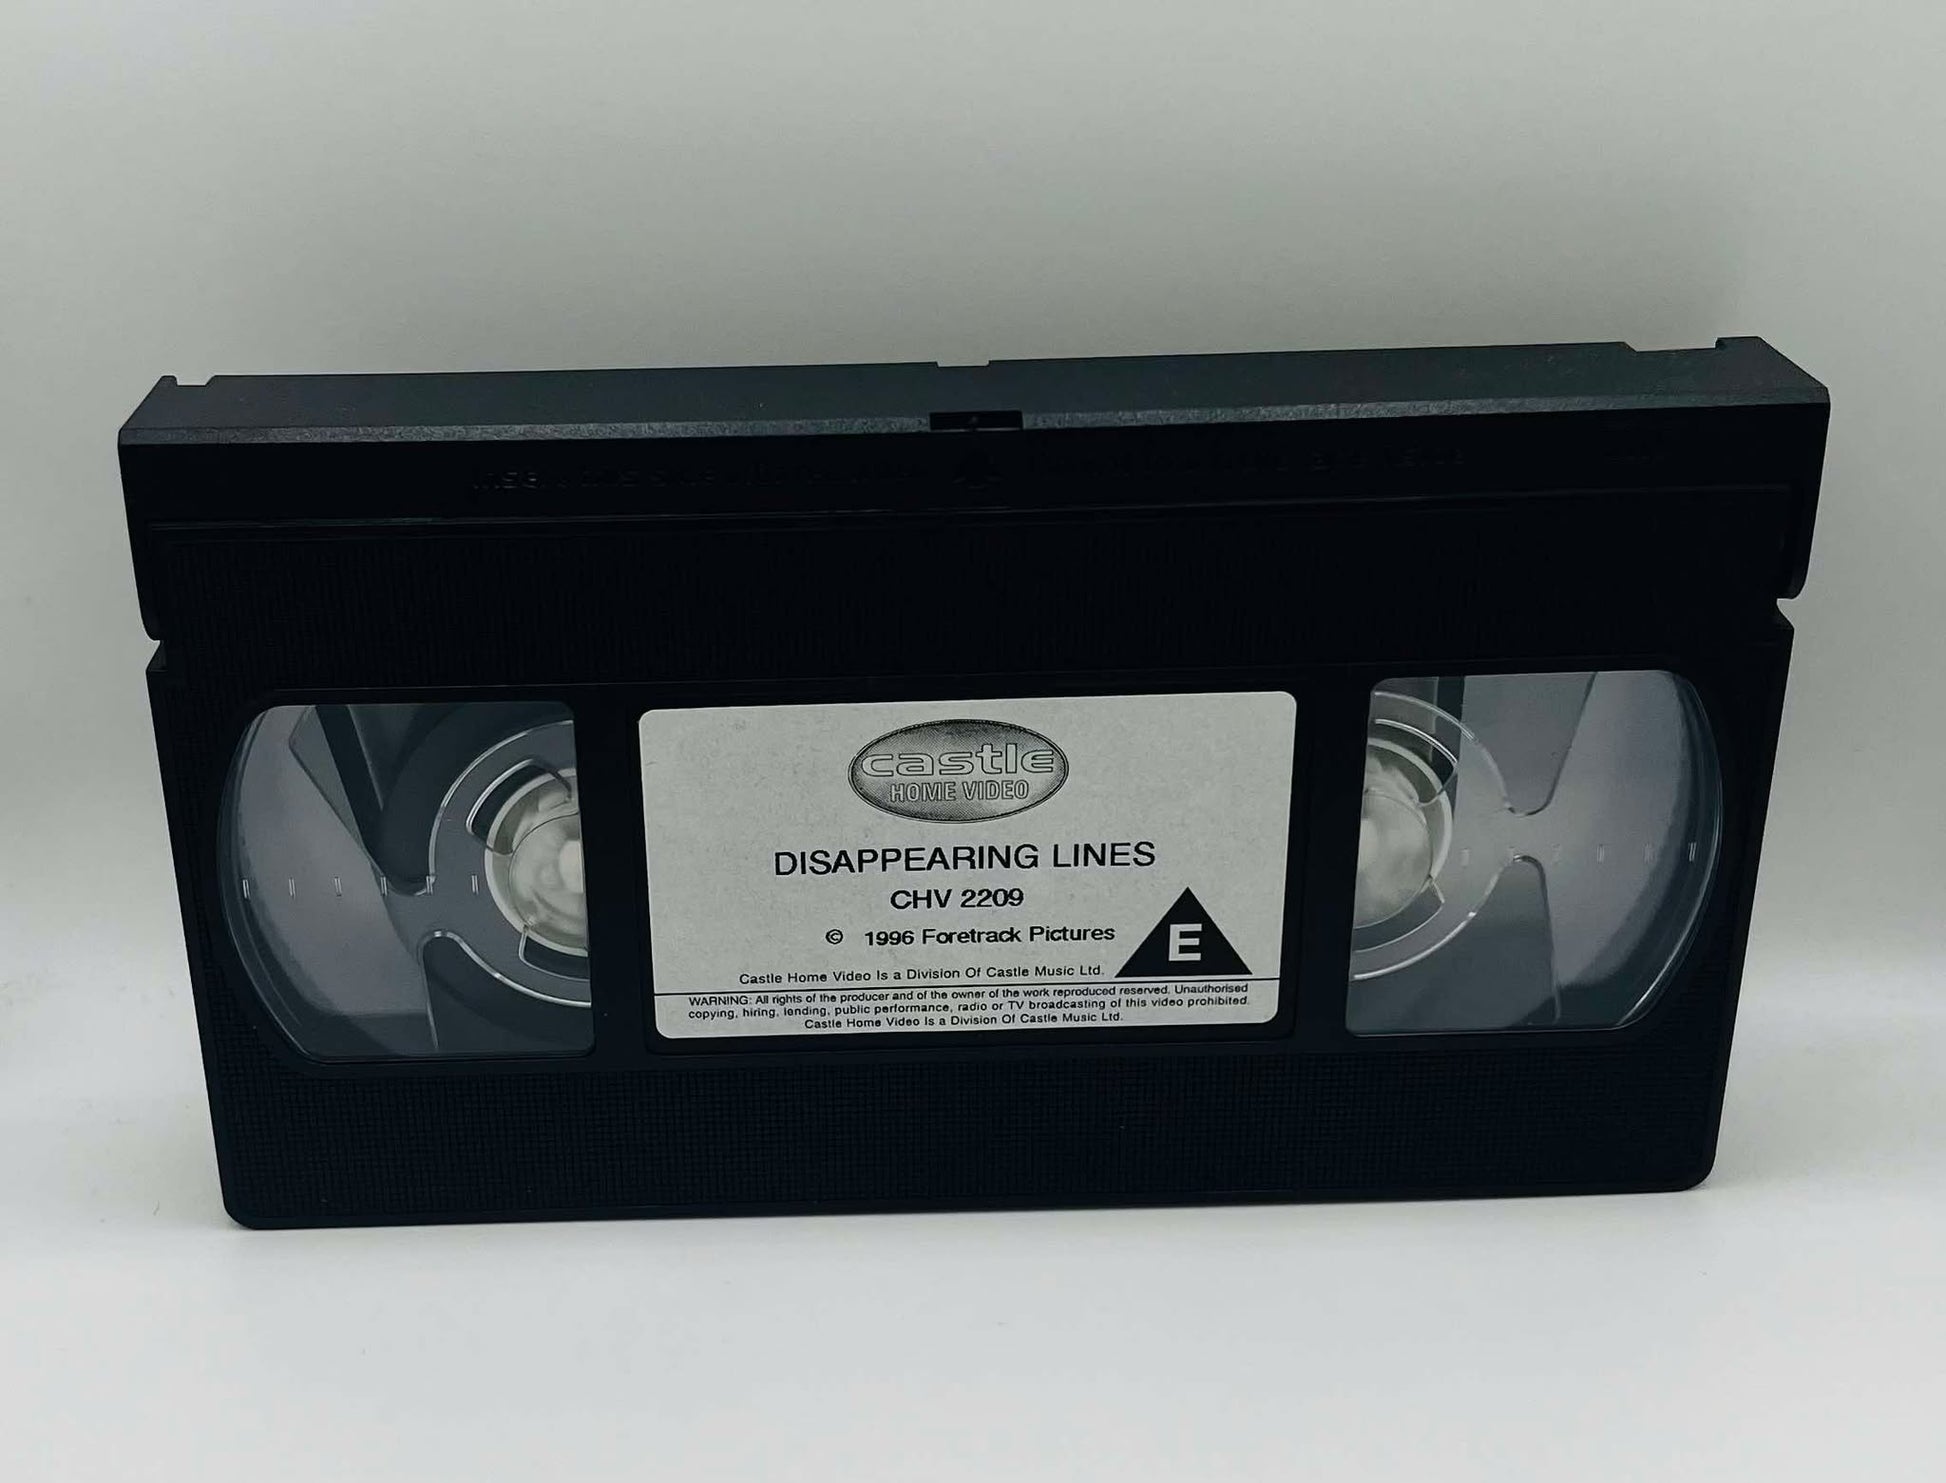 castle
HOME VIDEO
DISAPPEARING LINES
CHV 2209
© 1996 Foretrack Pictures
E
Castle Home Video Is a Division Of Castle Music Ltd.
WARNING: All rights of the producer and of the owner of the work reproduced reserved. Unauthorised
copying, hiring, lending, public performance, radio or TV broadcasting of this video prohibited.
Castle Home Video Is a Division Of Castle Music Ltd.